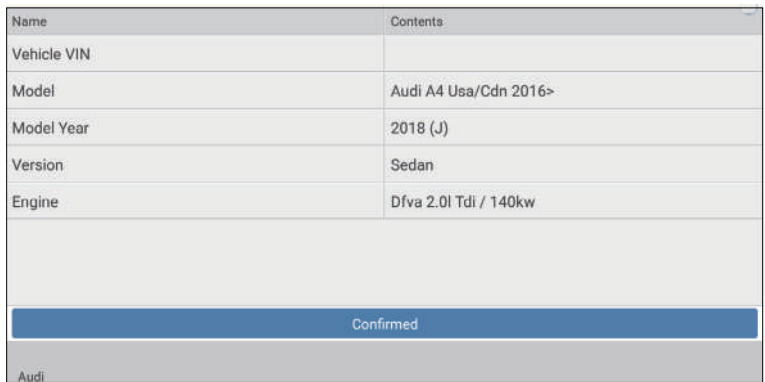 Name Contents
Vehicle VIN
Model Audi A4 Usa/Cdn 2016>
Model Year 2018 (J)
Version Sedan
Engine Dfva 2.0l Tdi / 140kw
Confirmed
Audi